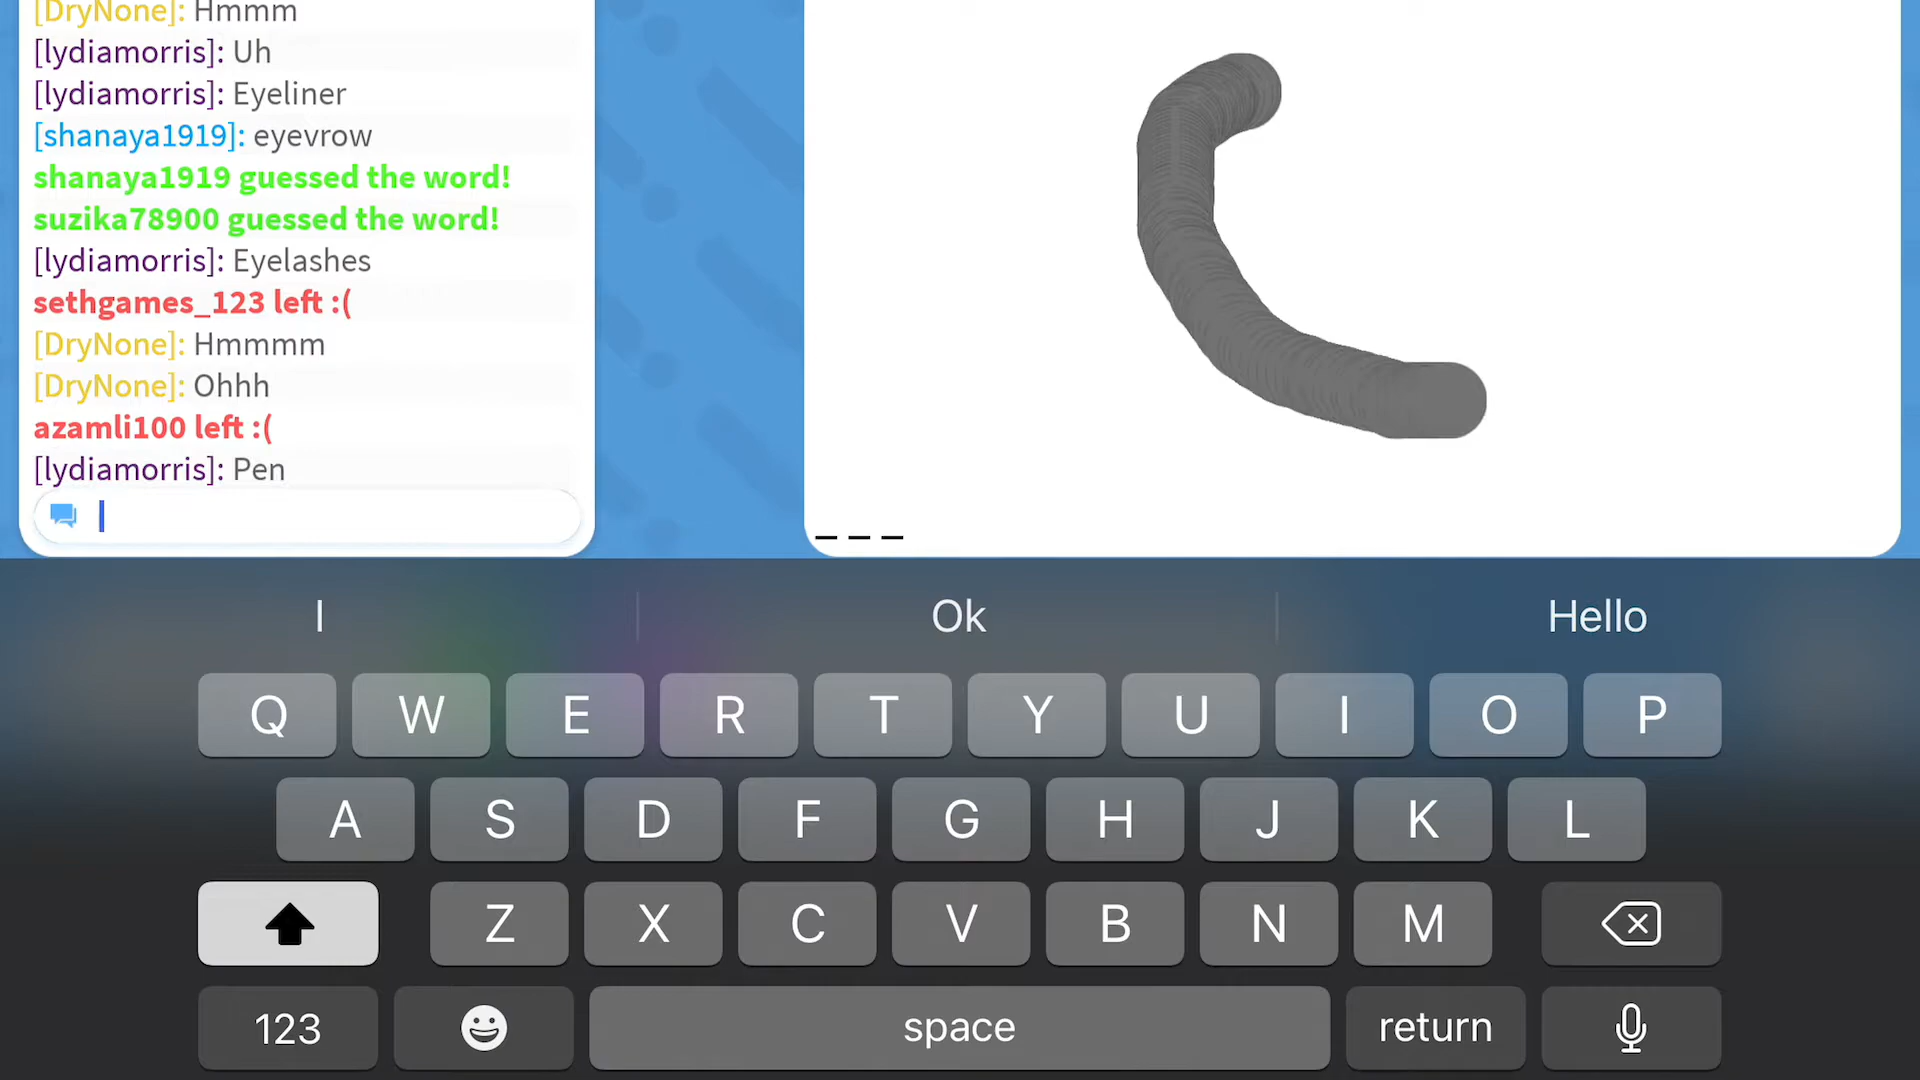 [DryNone]: Hmmm
[lydiamorris]: Uh
[lydiamorris]: Eyeliner
[shanaya1919]: eyevrow
shanaya1919 guessed the word!
suzika78900 guessed the word!
[lydiamorris]: Eyelashes
sethgames_123 left :(
[DryNone]: Hmmmm
[DryNone]: Ohhh
azamli100 left :(
[lydiamorris]: Pen
_ _ _
I Ok Hello
Q W E R T Y U I O P
A S D F G H J K L
Z X C V B N M
123 space return